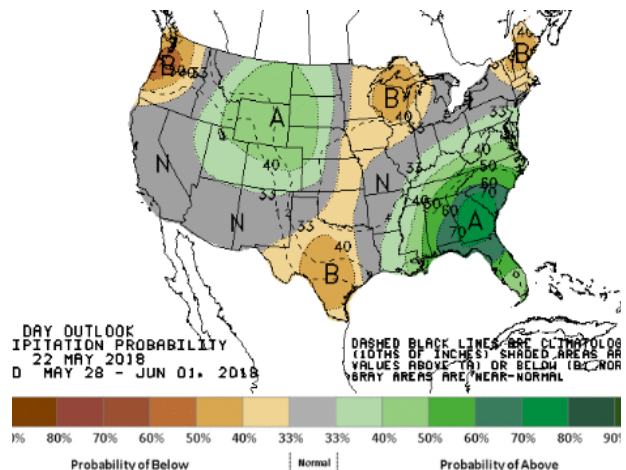 B
33
40
A
40
33
B
40
33
40
B
33
N
N
N
33
40
B
40
50
60
70
40
50
60
70
A
DAY OUTLOOK
IPITATION PROBABILITY
22 MAY 2018
D MAY 28 - JUN 01, 2018
DASHED BLACK LINES ARE CLIMATOLOG
(10THS OF INCHES) SHADED AREAS AR
VALUES ABOVE (A) OR BELOW (B) NOR
GRAY AREAS ARE NEAR-NORMAL
0% 80% 70% 60% 50% 40% 33% 33% 40% 50% 60% 70% 80% 90%
Probability of Below Normal Probability of Above